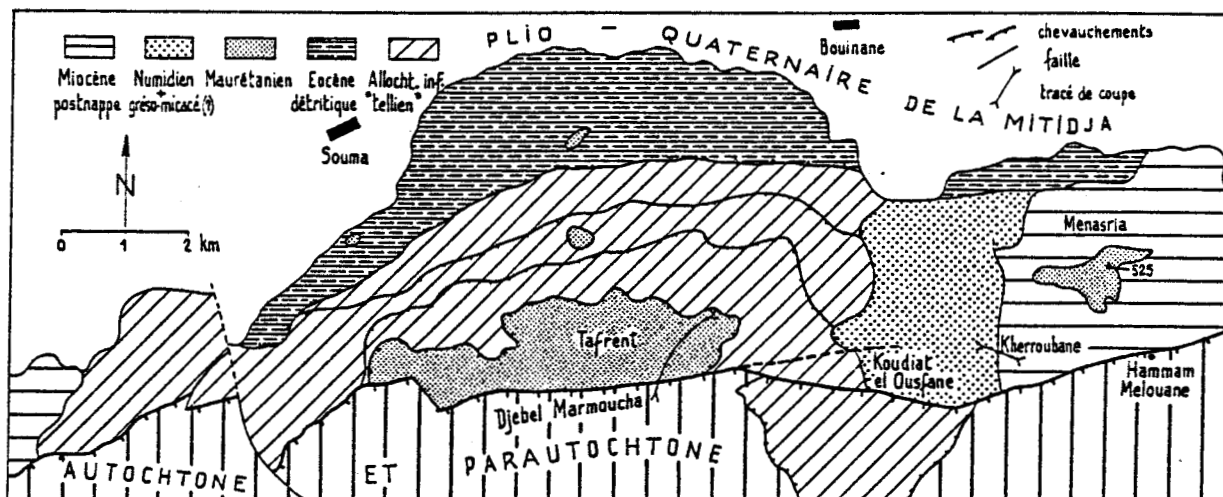 PLIO - QUATERNAIRE DE LA MITIDJA
Miocène postnappe
Numidien + gréso-micacé (?)
Maurétanien
Eocène détritique
Allocht. inf. "tellien"
chevauchements
faille
tracé de coupe
Bouinane
Souma
N
0 1 2 km
Menasria
525
Tafrent
Kherroubane
Koudiat el Ousfane
Hammam Melouane
Djebel Marmoucha
AUTOCHTONE ET PARAUTOCHTONE